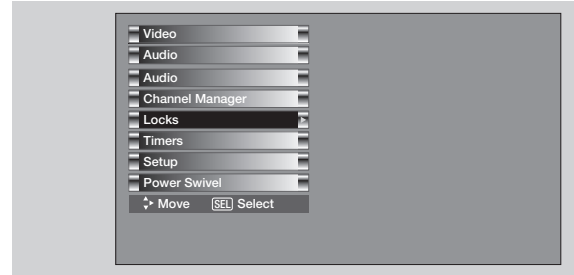 Video
Audio
Audio
Channel Manager
Locks
Timers
Setup
Power Swivel
Move SEL Select